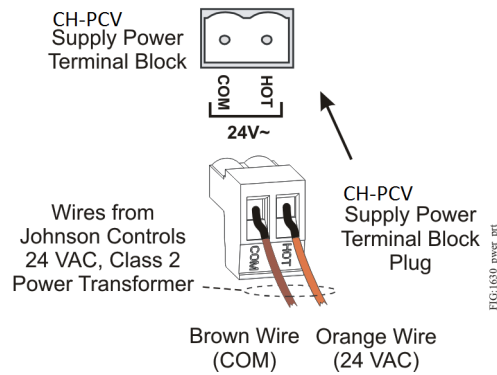 CH-PCV
Supply Power
Terminal Block
COM
HOT
24V~
Wires from
Johnson Controls
24 VAC, Class 2
Power Transformer
COM
HOT
CH-PCV
Supply Power
Terminal Block
Plug
Brown Wire
(COM)
Orange Wire
(24 VAC)
FIG:1630_pwer_prt